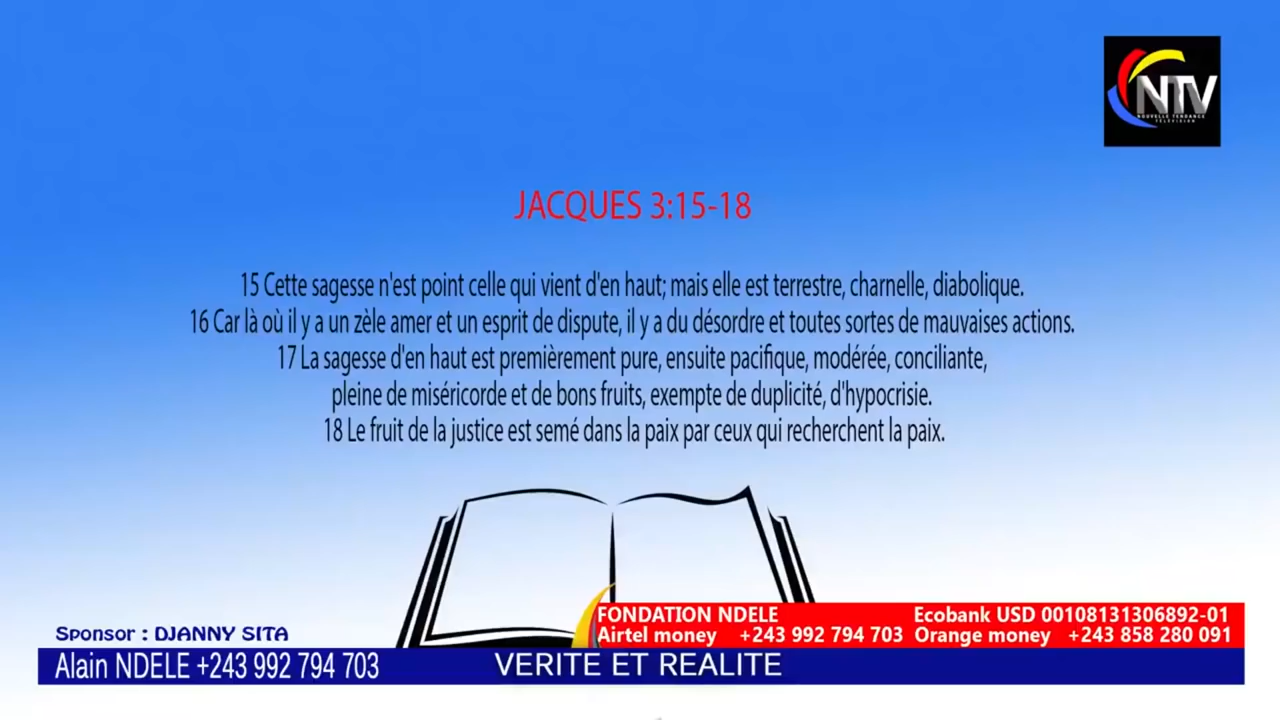 NTV
NOUVELLE TENDANCE
TELEVISION
JACQUES 3:15-18
15 Cette sagesse n'est point celle qui vient d'en haut; mais elle est terrestre, charnelle, diabolique.
16 Car là où il y a un zèle amer et un esprit de dispute, il y a du désordre et toutes sortes de mauvaises actions.
17 La sagesse d'en haut est premièrement pure, ensuite pacifique, modérée, conciliante,
pleine de miséricorde et de bons fruits, exempte de duplicité, d'hypocrisie.
18 Le fruit de la justice est semé dans la paix par ceux qui recherchent la paix.
FONDATION NDELE Ecobank USD 00108131306892-01
Airtel money +243 992 794 703 Orange money +243 858 280 091
Sponsor : DJANNY SITA
Alain NDELE +243 992 794 703 VERITE ET REALITE